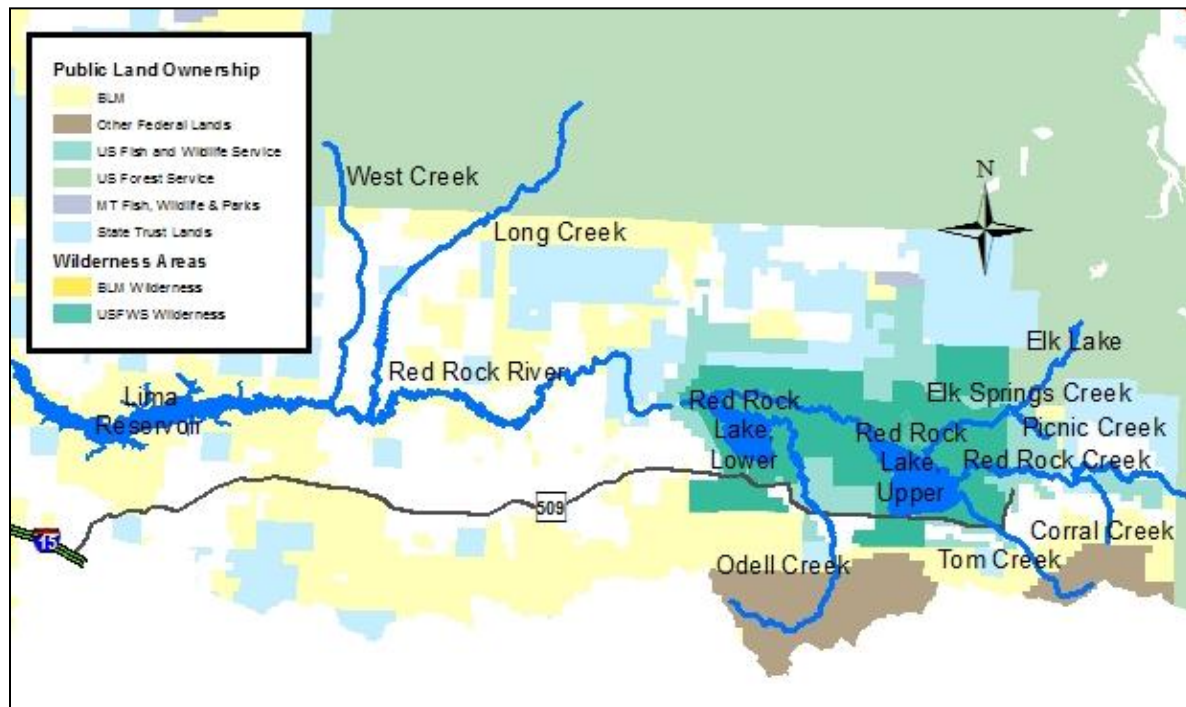 Public Land Ownership
BLM
Other Federal Lands
US Fish and Wildlife Service
US Forest Service
MT Fish, Wildlife & Parks
State Trust Lands
Wilderness Areas
BLM Wilderness
USFWS Wilderness
N
West Creek
Long Creek
Elk Lake
Red Rock River
Lima
Reservoir
Elk Springs Creek
Red Rock
Lake
Lower
Picnic Creek
Red Rock
Lake
Upper
Red Rock Creek
509
15
Corral Creek
Odell Creek
Tom Creek